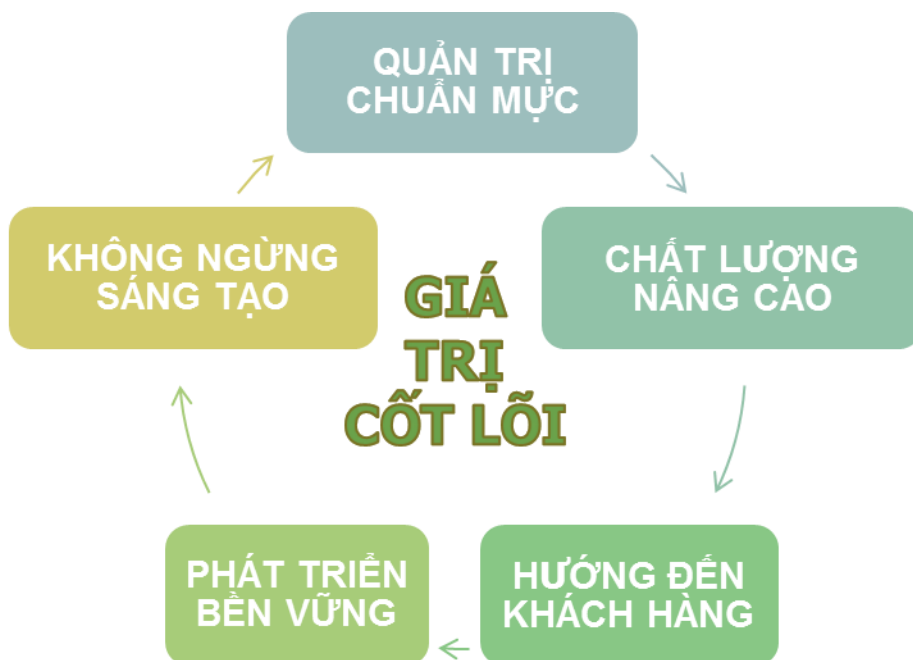 QUẢN TRỊ
CHUẨN MỰC
KHÔNG NGỪNG
SÁNG TẠO
CHẤT LƯỢNG
NÂNG CAO
GIÁ
TRỊ
CỐT LÕI
PHÁT TRIỂN
BỀN VỮNG
HƯỚNG ĐẾN
KHÁCH HÀNG